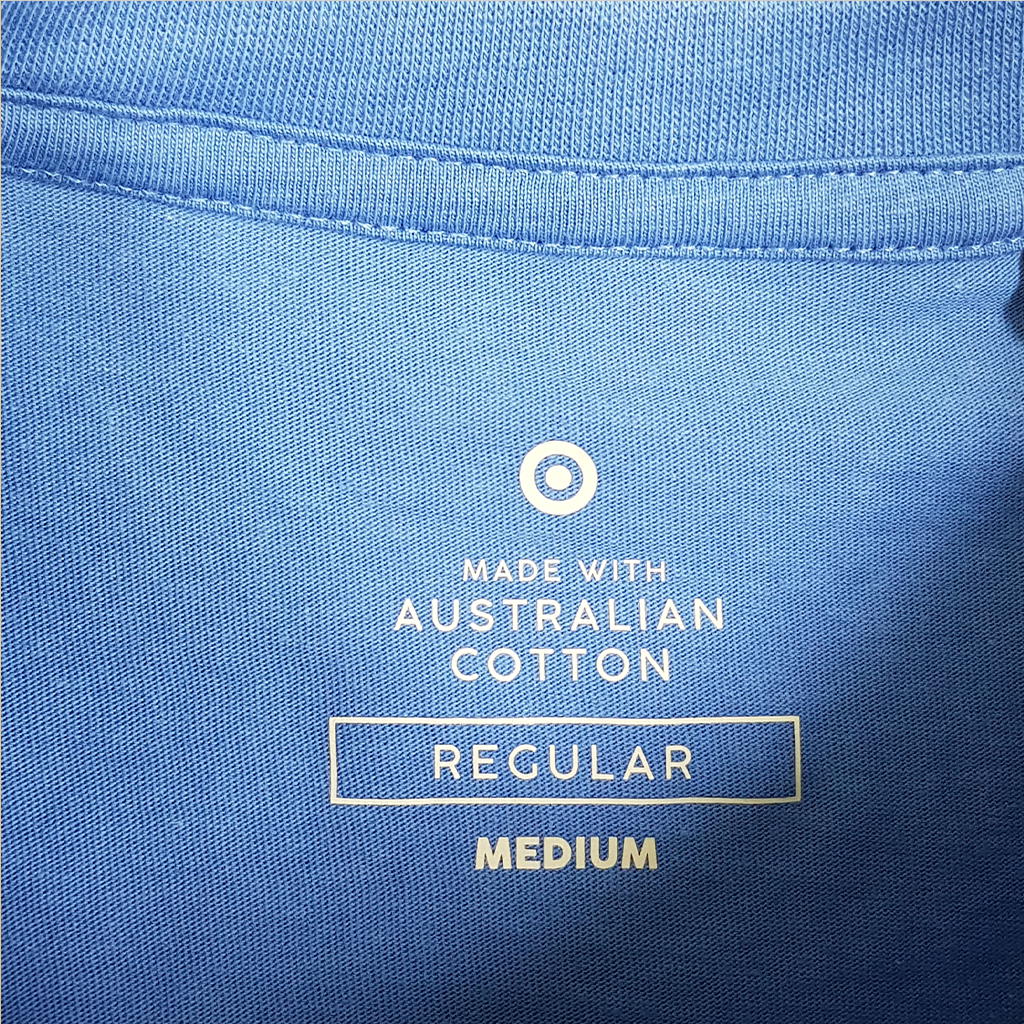 MADE WITH
AUSTRALIAN
COTTON
REGULAR
MEDIUM